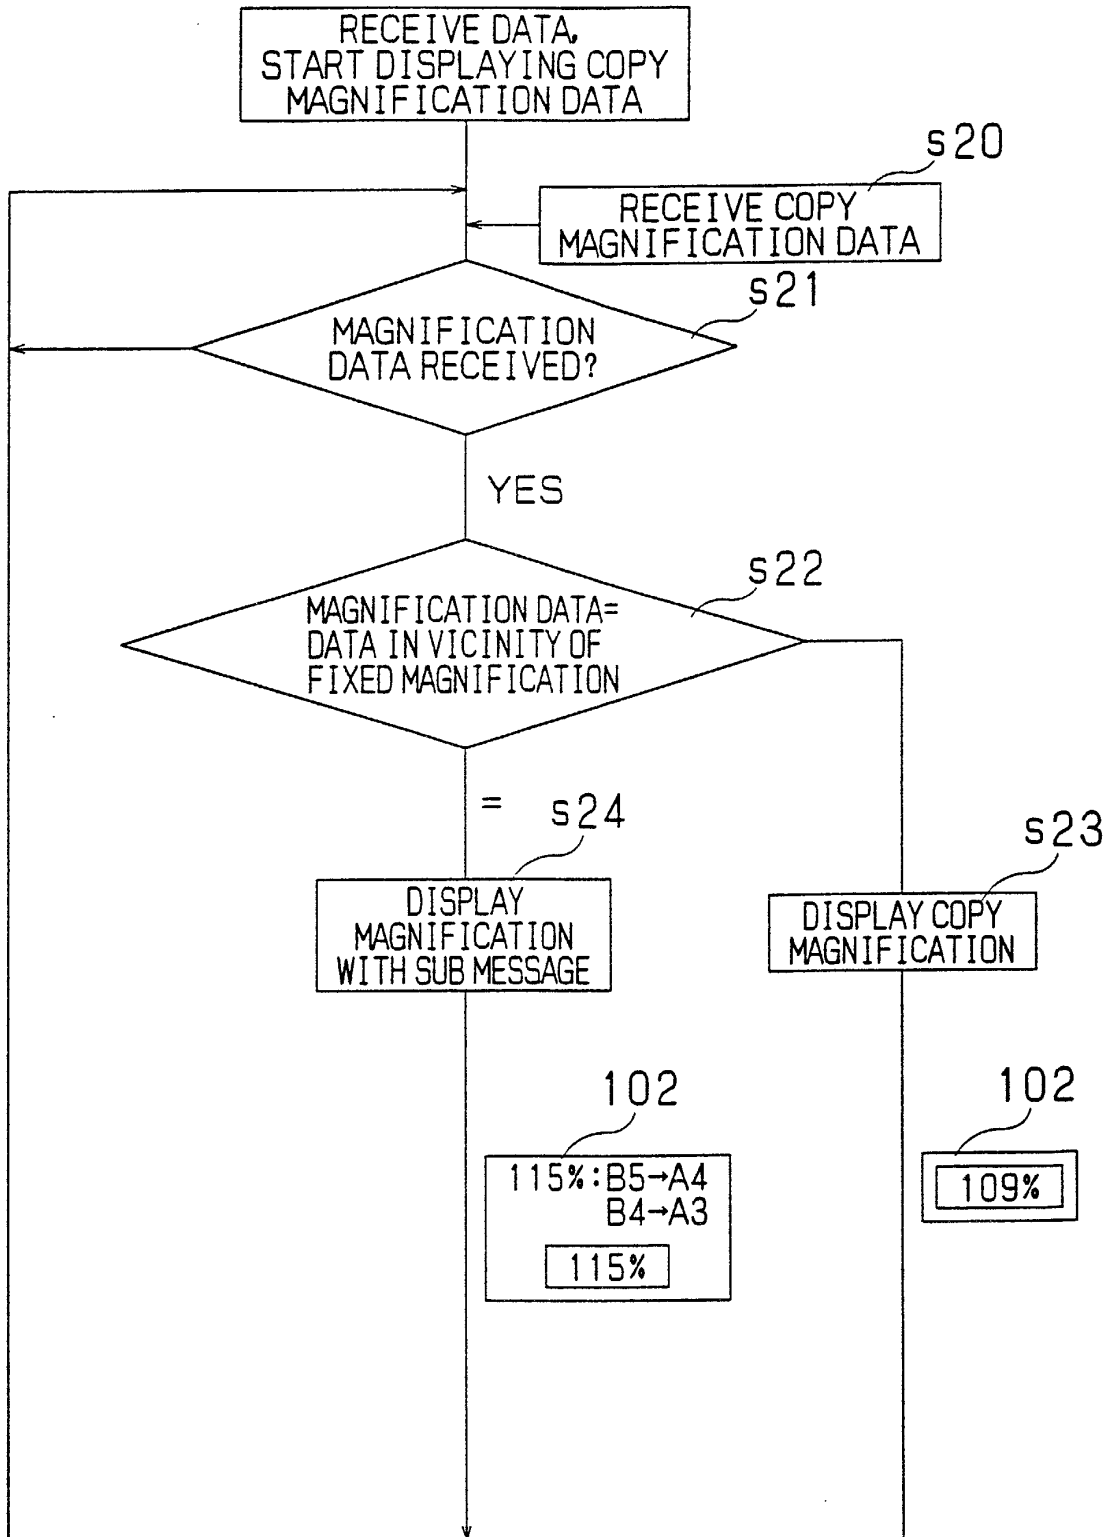 RECEIVE DATA,
START DISPLAYING COPY
MAGNIFICATION DATA
s20
RECEIVE COPY
MAGNIFICATION DATA
s21
MAGNIFICATION
DATA RECEIVED?
YES
s22
MAGNIFICATION DATA=
DATA IN VICINITY OF
FIXED MAGNIFICATION
=
s24
s23
DISPLAY
MAGNIFICATION
WITH SUB MESSAGE
DISPLAY COPY
MAGNIFICATION
102
115%:B5→A4
B4→A3
115%
102
109%